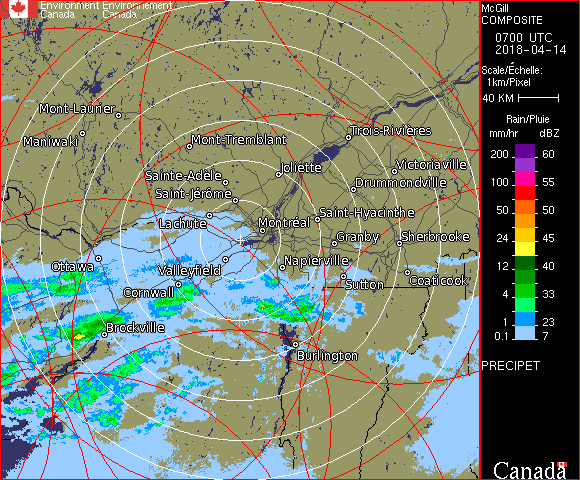 Environment Environnement
Canada Canada
McGill
COMPOSITE
0700 UTC
2018-04-14
Scale/Échelle:
1km/Pixel
40 KM
Rain/Pluie
mm/hr dBZ
200 60
150 57
100 55
50 50
24 45
12 40
4 33
1 23
0.1 7
PRECIPET
Canada
Mont-Laurier
Maniwaki
Mont-Tremblant
Trois-Rivières
Victoriaville
Joliette
Sainte-Adèle
Drummondville
Saint-Jérôme
Saint-Hyacinthe
Lachute
Montréal
Granby
Sherbrooke
Ottawa
Valleyfield
Napierville
Cornwall
Sutton
Coaticook
Brockville
Burlington